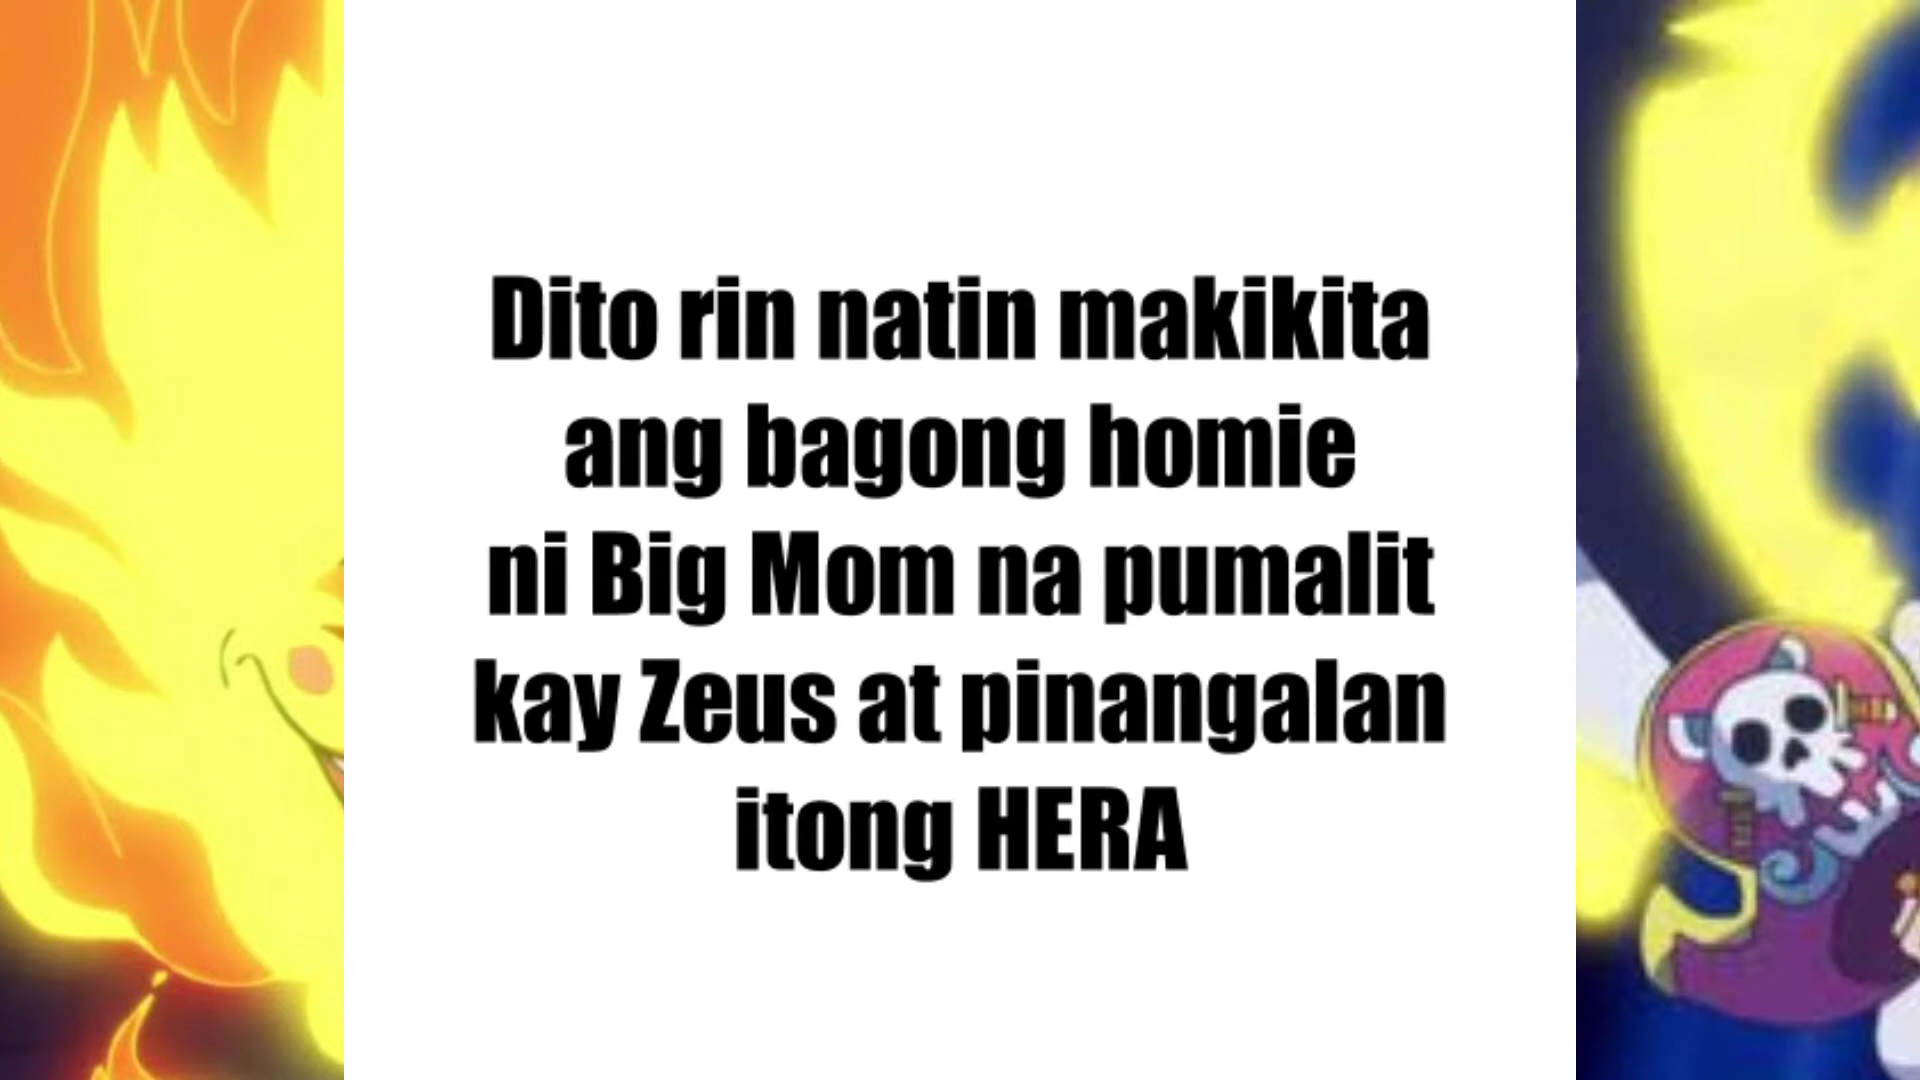 Dito rin natin makikita
ang bagong homie
ni Big Mom na pumalit
kay Zeus at pinangalan
itong HERA